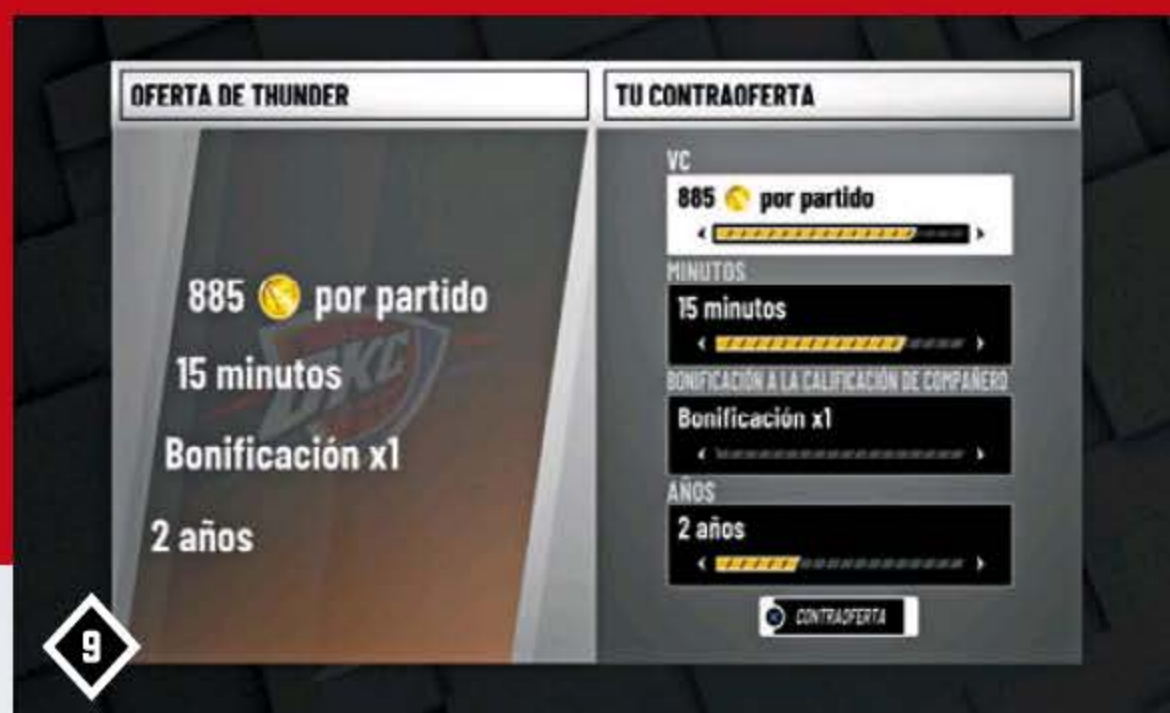 OFERTA DE THUNDER
885 por partido
OKC
15 minutos
Bonificación x1
2 años
TU CONTRAOFERTA
VC
885 por partido
MINUTOS
15 minutos
BONIFICACIÓN A LA CALIFICACIÓN DE COMPAÑERO
Bonificación x1
AÑOS
2 años
CONTRAOFERTA
9